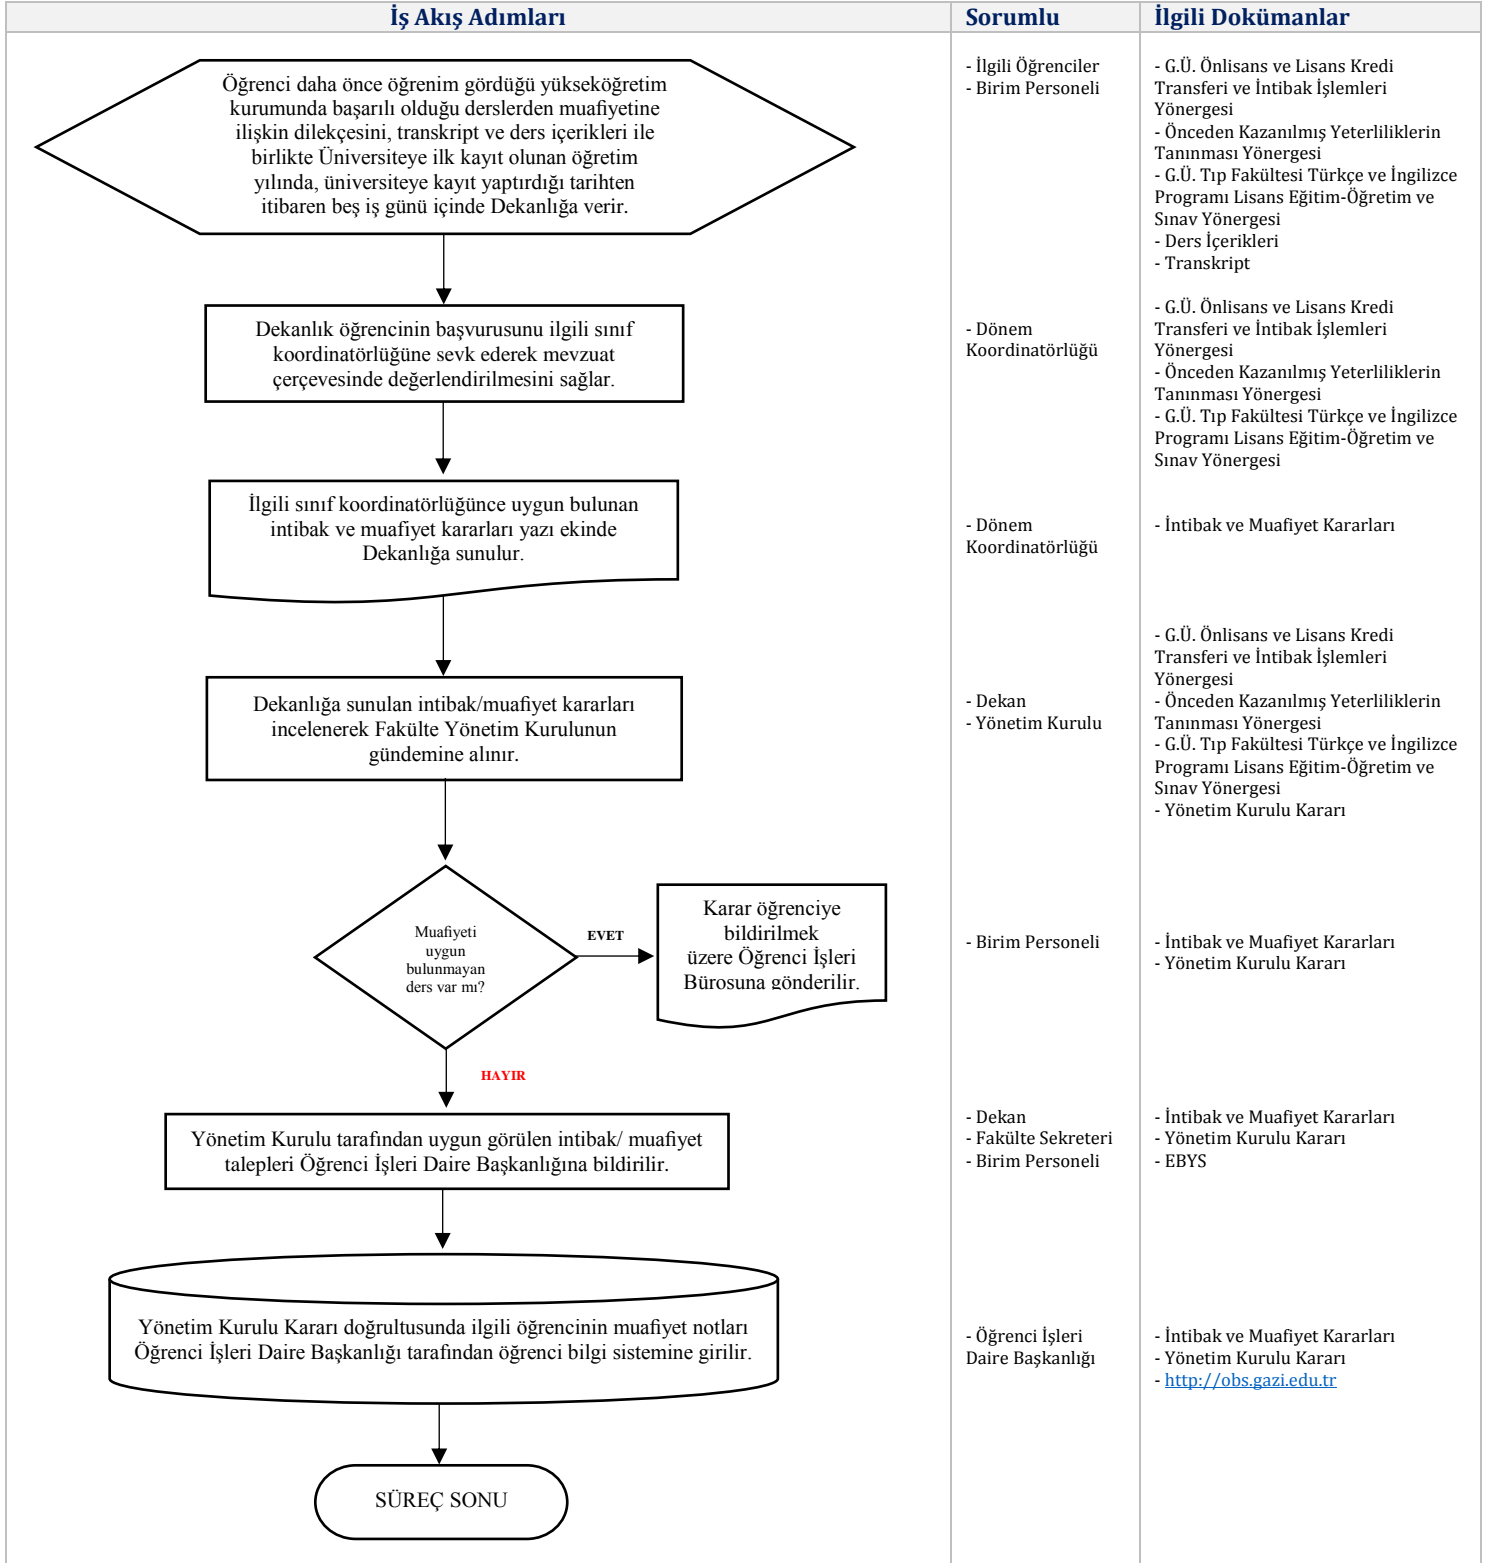 İş Akış Adımları
Sorumlu
İlgili Dokümanlar
Öğrenci daha önce öğrenim gördüğü yükseköğretim
kurumunda başarılı olduğu derslerden muafiyetine
ilişkin dilekçesini, transkript ve ders içerikleri ile
birlikte Üniversiteye ilk kayıt olunan öğretim
yılında, üniversiteye kayıt yaptırdığı tarihten
itibaren beş iş günü içinde Dekanlığa verir.
- İlgili Öğrenciler
- Birim Personeli
- G.Ü. Önlisans ve Lisans Kredi
Transferi ve İntibak İşlemleri
Yönergesi
- Önceden Kazanılmış Yeterliliklerin
Tanınması Yönergesi
- G.Ü. Tıp Fakültesi Türkçe ve İngilizce
Programı Lisans Eğitim-Öğretim ve
Sınav Yönergesi
- Ders İçerikleri
- Transkript
Dekanlık öğrencinin başvurusunu ilgili sınıf
koordinatörlüğüne sevk ederek mevzuat
çerçevesinde değerlendirilmesini sağlar.
- Dönem
Koordinatörlüğü
- G.Ü. Önlisans ve Lisans Kredi
Transferi ve İntibak İşlemleri
Yönergesi
- Önceden Kazanılmış Yeterliliklerin
Tanınması Yönergesi
- G.Ü. Tıp Fakültesi Türkçe ve İngilizce
Programı Lisans Eğitim-Öğretim ve
Sınav Yönergesi
İlgili sınıf koordinatörlüğünce uygun bulunan
intibak ve muafiyet kararları yazı ekinde
Dekanlığa sunulur.
- Dönem
Koordinatörlüğü
- İntibak ve Muafiyet Kararları
Dekanlığa sunulan intibak/muafiyet kararları
incelenerek Fakülte Yönetim Kurulunun
gündemine alınır.
- Dekan
- Yönetim Kurulu
- G.Ü. Önlisans ve Lisans Kredi
Transferi ve İntibak İşlemleri
Yönergesi
- Önceden Kazanılmış Yeterliliklerin
Tanınması Yönergesi
- G.Ü. Tıp Fakültesi Türkçe ve İngilizce
Programı Lisans Eğitim-Öğretim ve
Sınav Yönergesi
- Yönetim Kurulu Kararı
Muafiyeti
uygun
bulunmayan
ders var mı?
EVET
Karar öğrenciye
bildirilmek
üzere Öğrenci İşleri
Bürosuna gönderilir.
- Birim Personeli
- İntibak ve Muafiyet Kararları
- Yönetim Kurulu Kararı
HAYIR
Yönetim Kurulu tarafından uygun görülen intibak/ muafiyet
talepleri Öğrenci İşleri Daire Başkanlığına bildirilir.
- Dekan
- Fakülte Sekreteri
- Birim Personeli
- İntibak ve Muafiyet Kararları
- Yönetim Kurulu Kararı
- EBYS
Yönetim Kurulu Kararı doğrultusunda ilgili öğrencinin muafiyet notları
Öğrenci İşleri Daire Başkanlığı tarafından öğrenci bilgi sistemine girilir.
- Öğrenci İşleri
Daire Başkanlığı
- İntibak ve Muafiyet Kararları
- Yönetim Kurulu Kararı
- http://obs.gazi.edu.tr
SÜREÇ SONU